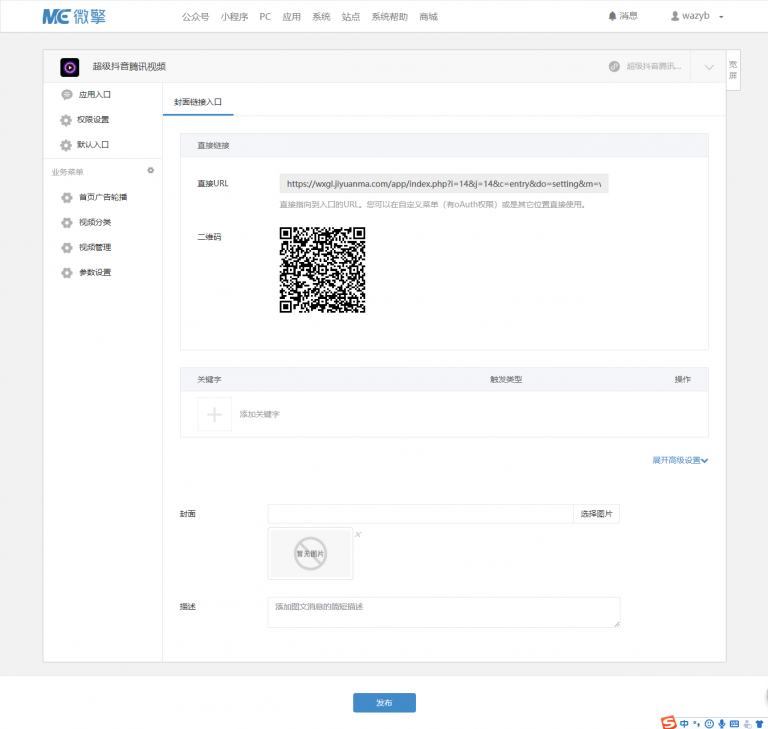 微擎
公众号 小程序 PC 应用 系统 站点 系统帮助 商城
消息
wazyb
超级抖音腾讯视频
超级抖音腾讯...
宽屏
应用入口
权限设置
默认入口
业务菜单
首页广告轮播
视频分类
视频管理
参数设置
封面链接入口
直接链接
直接URL
https://wxgl.jiyuanma.com/app/index.php?i=14&j=14&c=entry&do=setting&m=
直接指向到入口的URL。您可以在自定义菜单（有oAuth权限）或是其它位置直接使用。
二维码
关键字 触发类型 操作
添加关键字
展开高级设置
封面
选择图片
暂无图片
描述
添加图文消息的简短描述
发布
中